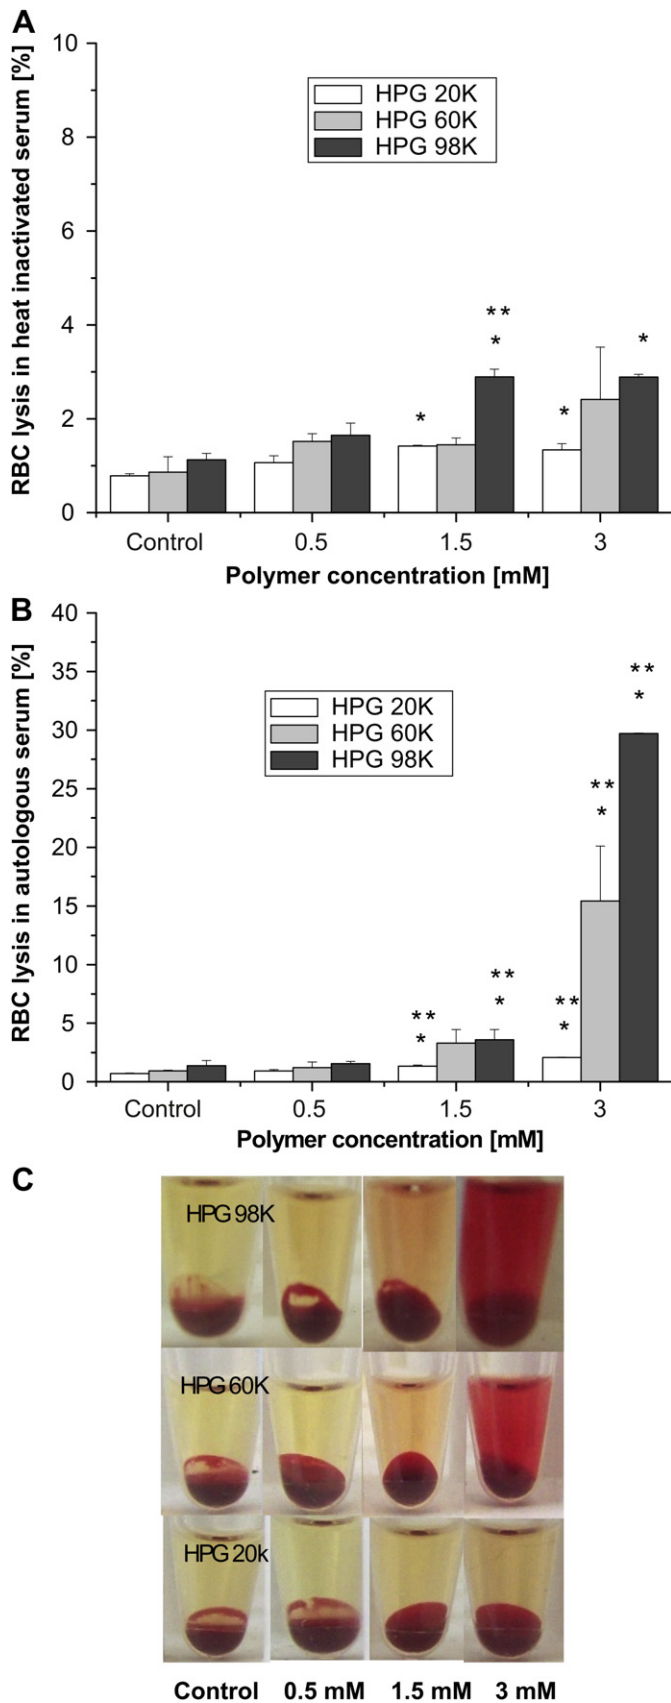 A
RBC lysis in heat inactivated serum [%]
10
8
6
4
2
0
HPG 20K
HPG 60K
HPG 98K
*
**
*
*
*
Control 0.5 1.5 3
Polymer concentration [mM]
B
RBC lysis in autologous serum [%]
40
35
30
25
20
15
10
5
0
HPG 20K
HPG 60K
HPG 98K
**
*
**
*
**
*
**
*
**
*
Control 0.5 1.5 3
Polymer concentration [mM]
C
HPG 98K
HPG 60K
HPG 20k
Control 0.5 mM 1.5 mM 3 mM